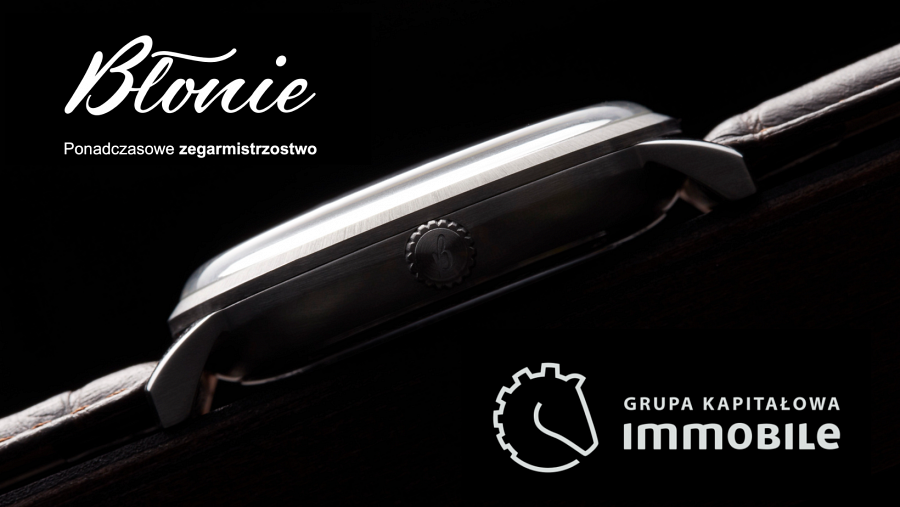 Błonie
Ponadczasowe zegarmistrzostwo
GRUPA KAPITAŁOWA
immobile